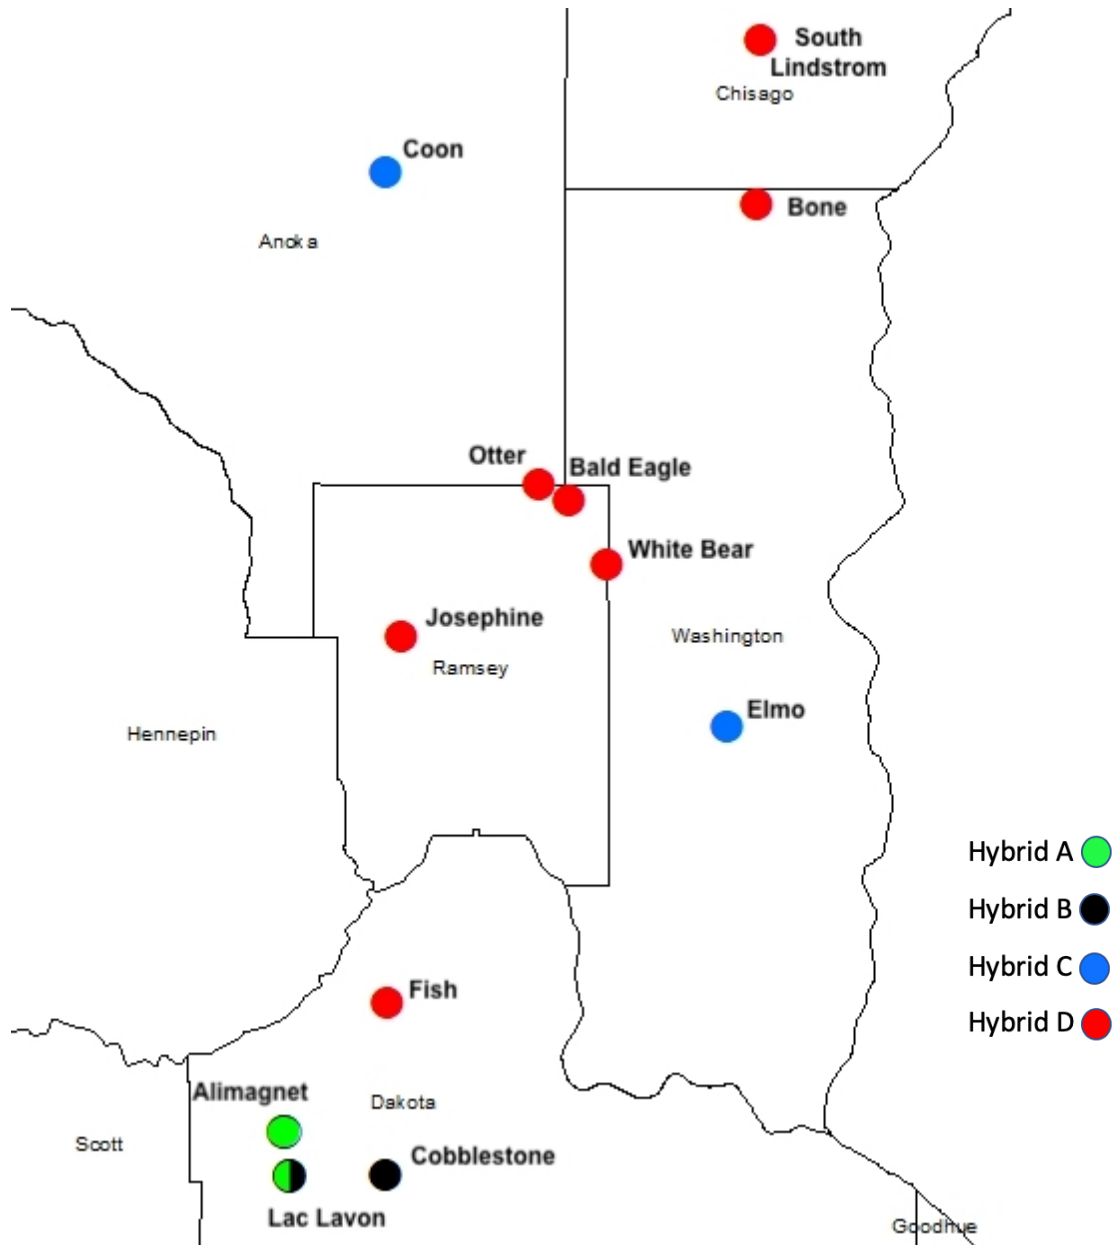 South
Lindstrom
Chisago
Coon
Bone
Anoka
Otter
Bald Eagle
White Bear
Josephine
Washington
Ramsey
Elmo
Hennepin
Hybrid A
Hybrid B
Hybrid C
Fish
Hybrid D
Alimagnet
Dakota
Scott
Cobblestone
Lac Lavon
Goodhue